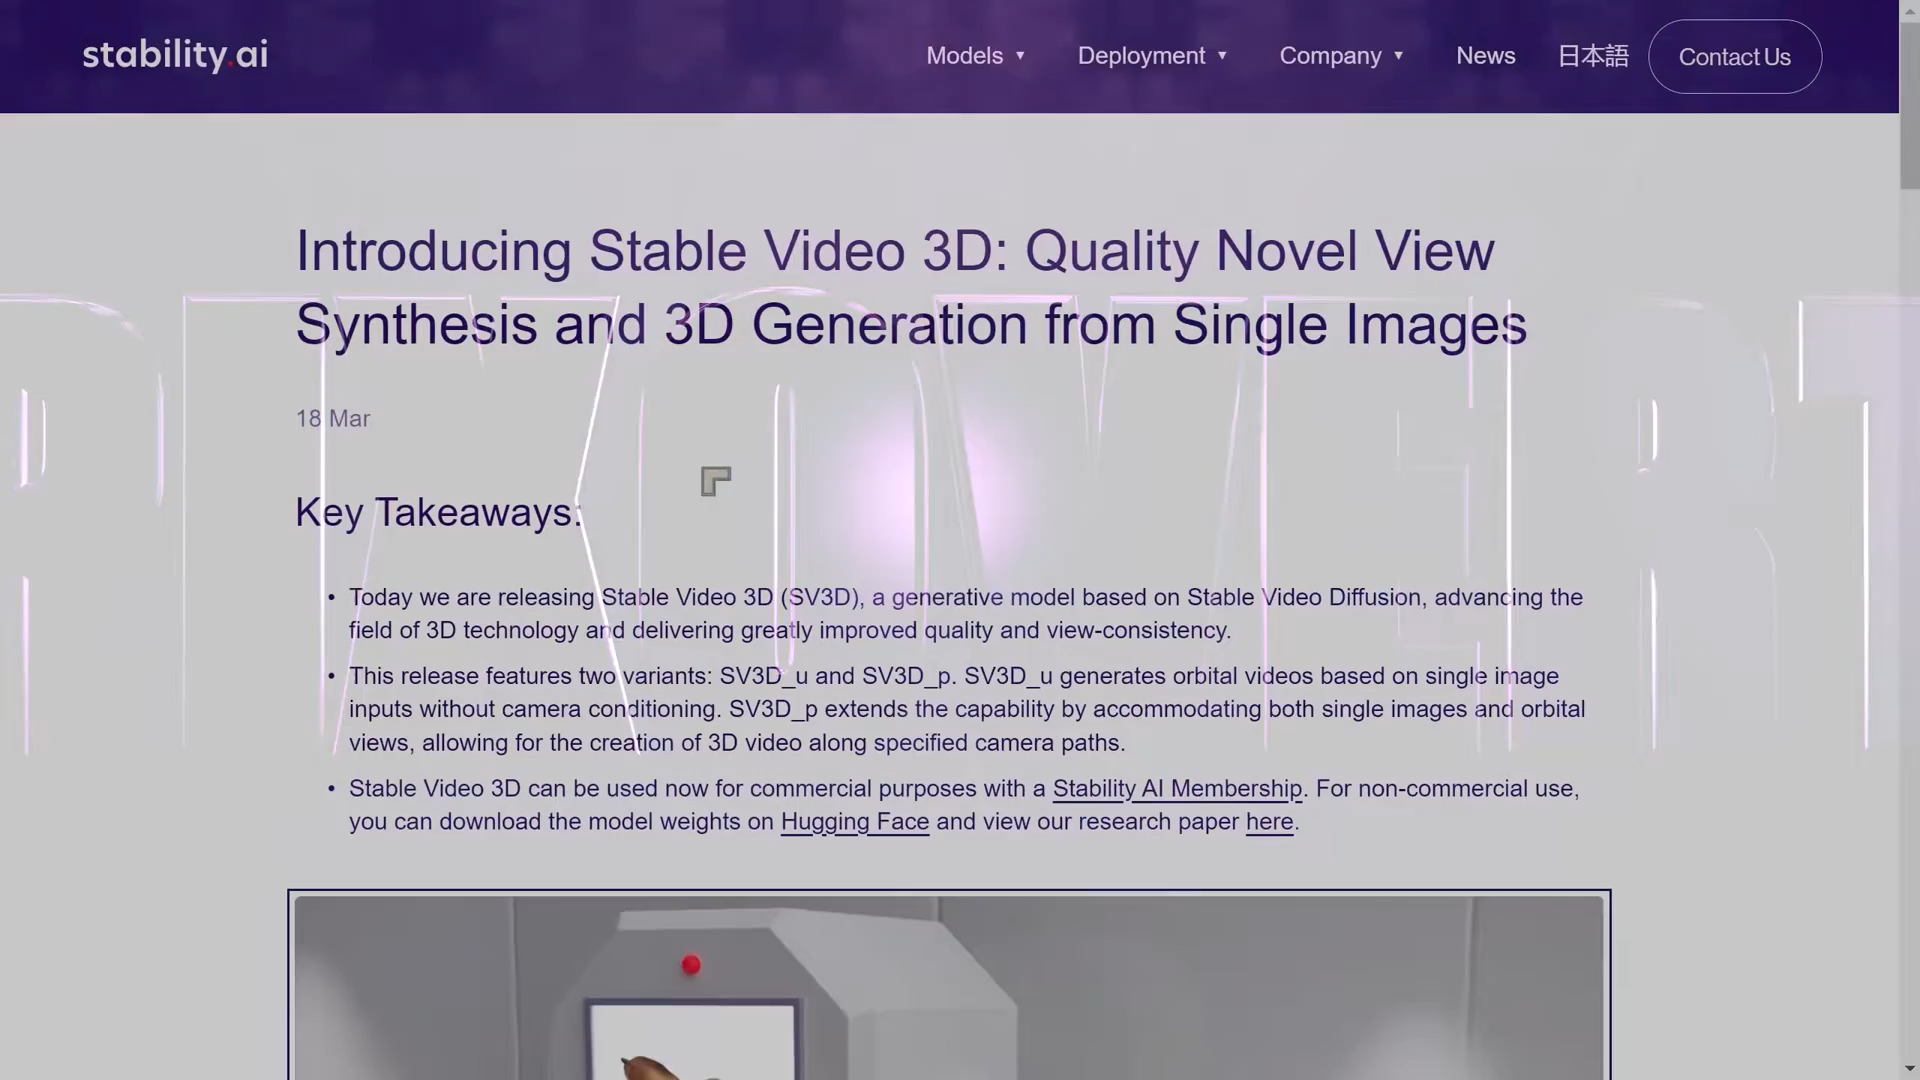 stability.ai
Models ▼ Deployment ▼ Company ▼ News 日本語 Contact Us
Introducing Stable Video 3D: Quality Novel View
Synthesis and 3D Generation from Single Images
18 Mar
Key Takeaways:
• Today we are releasing Stable Video 3D (SV3D), a generative model based on Stable Video Diffusion, advancing the
field of 3D technology and delivering greatly improved quality and view-consistency.
• This release features two variants: SV3D_u and SV3D_p. SV3D_u generates orbital videos based on single image
inputs without camera conditioning. SV3D_p extends the capability by accommodating both single images and orbital
views, allowing for the creation of 3D video along specified camera paths.
• Stable Video 3D can be used now for commercial purposes with a Stability AI Membership. For non-commercial use,
you can download the model weights on Hugging Face and view our research paper here.